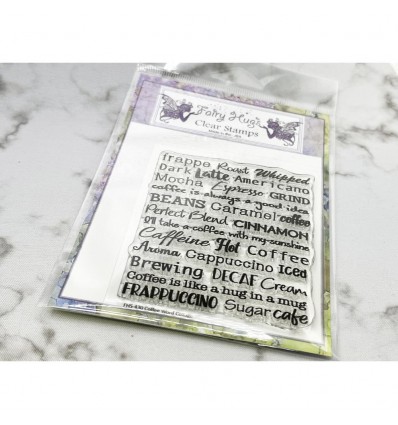 Fairy Hugs
Clear Stamps
frappe Roast Whipped
Dark Latte Americano
Mocha Espresso GRIND
coffee is always a good idea
BEANS Caramel coffee
Perfect Blend CINNAMON
I'll take a coffee with my sunshine
Caffeine Hot Coffee
Aroma Cappuccino Iced
Brewing DECAF Cream
Coffee is like a hug in a mug
FRAPPUCCINO Sugar cafe
Coffee Word